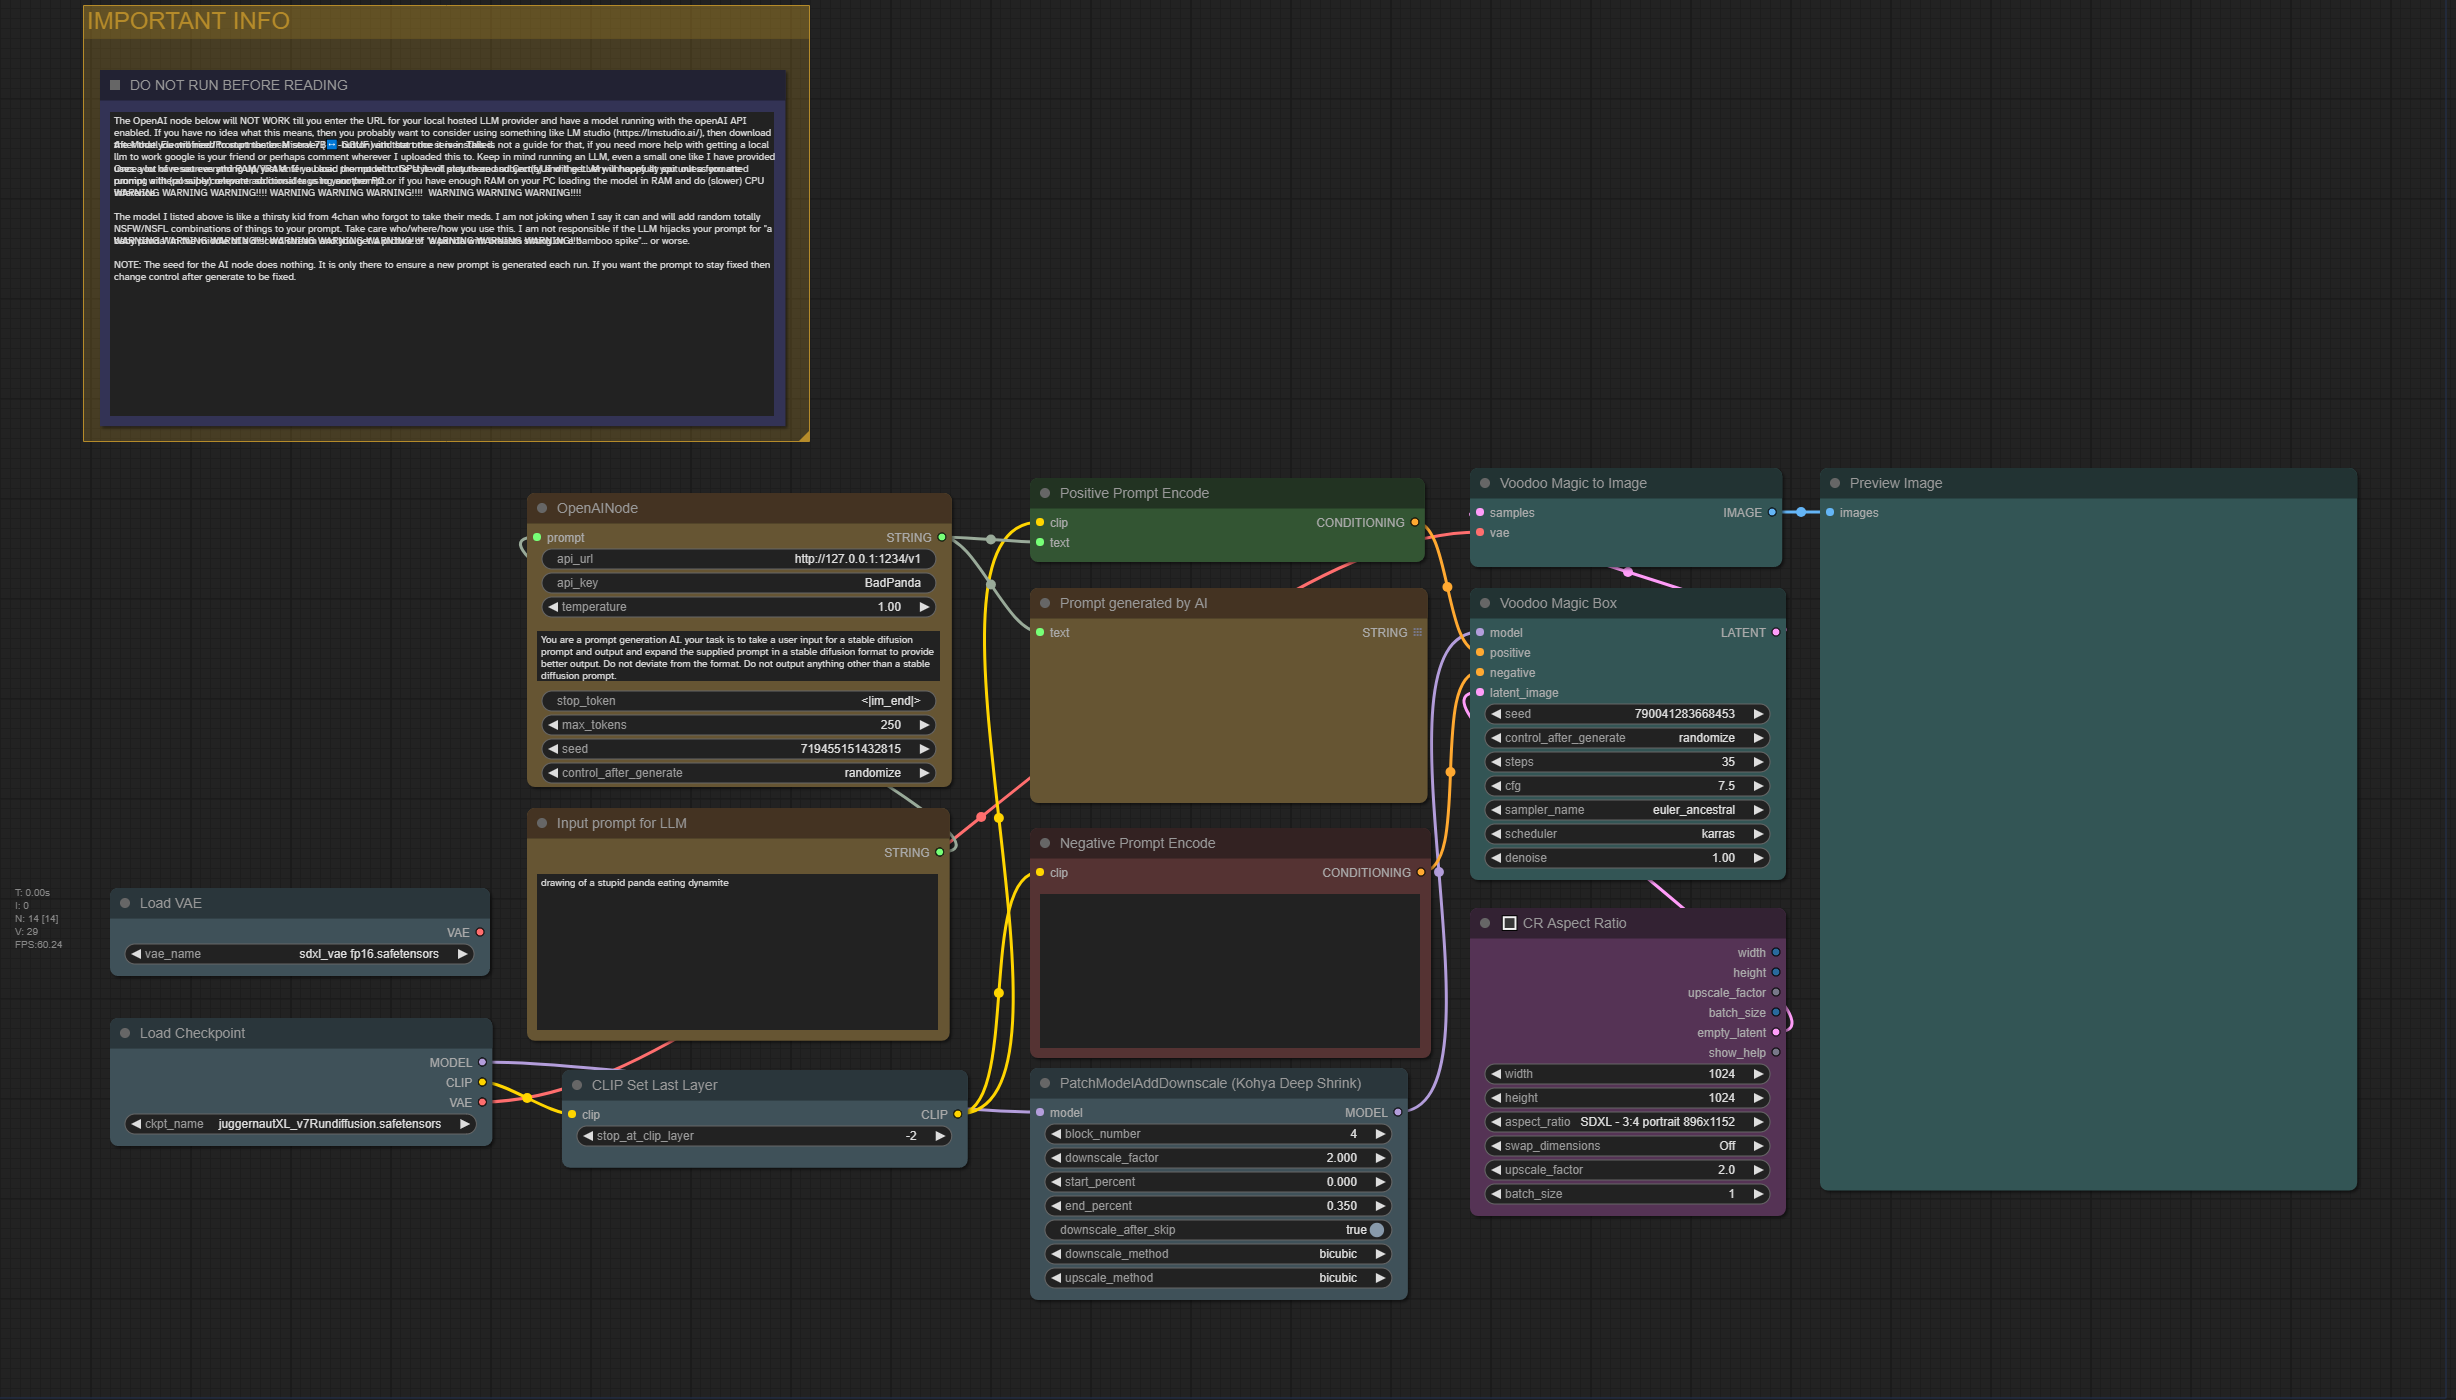 IMPORTANT INFO
DO NOT RUN BEFORE READING
The OpenAI node below will NOT WORK till you enter the URL for your local hosted LLM provider and have a model running with the openAI API
enabled. If you have no idea what this means, then you probably want to consider using something like LM studio (https://lmstudio.ai/), then download
is not a guide for that, if you need more help with getting a local
llm to work google is your friend or perhaps comment wherever I uploaded this to. Keep in mind running an LLM, even a small one like I have provided
or if you have enough RAM on your PC loading the model in RAM and do (slower) CPU
WARNING WARNING!!!! WARNING WARNING WARNING!!!! WARNING WARNING WARNING!!!!
The model I listed above is like a thirsty kid from 4chan who forgot to take their meds. I am not joking when I say it can and will add random totally
NSFW/NSFL combinations of things to your prompt. Take care who/where/how you use this. I am not responsible if the LLM hijacks your prompt for "a
bamboo spike"... or worse.
NOTE: The seed for the AI node does nothing. It is only there to ensure a new prompt is generated each run. If you want the prompt to stay fixed then
change control after generate to be fixed.
OpenAINode
prompt STRING
api_url http://127.0.0.1:1234/v1
api_key BadPanda
temperature 1.00
You are a prompt generation AI. your task is to take a user input for a stable difusion
prompt and output and expand the supplied prompt in a stable difusion format to provide
better output. Do not deviate from the format. Do not output anything other than a stable
diffusion prompt.
stop_token <|im_end|>
max_tokens 250
seed 719455151432815
control_after_generate randomize
Input prompt for LLM
STRING
drawing of a stupid panda eating dynamite
T: 0.00s
I: 0
N: 14 [14]
V: 29
FPS:60.24
Load VAE
VAE
vae_name sdxl_vae fp16.safetensors
Load Checkpoint
MODEL
CLIP
VAE
ckpt_name juggernautXL_v7Rundiffusion.safetensors
CLIP Set Last Layer
clip CLIP
stop_at_clip_layer -2
Positive Prompt Encode
clip CONDITIONING
text
Prompt generated by AI
text STRING
Negative Prompt Encode
clip CONDITIONING
PatchModelAddDownscale (Kohya Deep Shrink)
model MODEL
block_number 4
downscale_factor 2.000
start_percent 0.000
end_percent 0.350
downscale_after_skip true
downscale_method bicubic
upscale_method bicubic
Voodoo Magic to Image
samples IMAGE
vae
Voodoo Magic Box
model LATENT
positive
negative
latent_image
seed 790041283668453
control_after_generate randomize
steps 35
cfg 7.5
sampler_name euler_ancestral
scheduler karras
denoise 1.00
CR Aspect Ratio
width
height
upscale_factor
batch_size
empty_latent
show_help
width 1024
height 1024
aspect_ratio SDXL - 3:4 portrait 896x1152
swap_dimensions Off
upscale_factor 2.0
batch_size 1
Preview Image
images